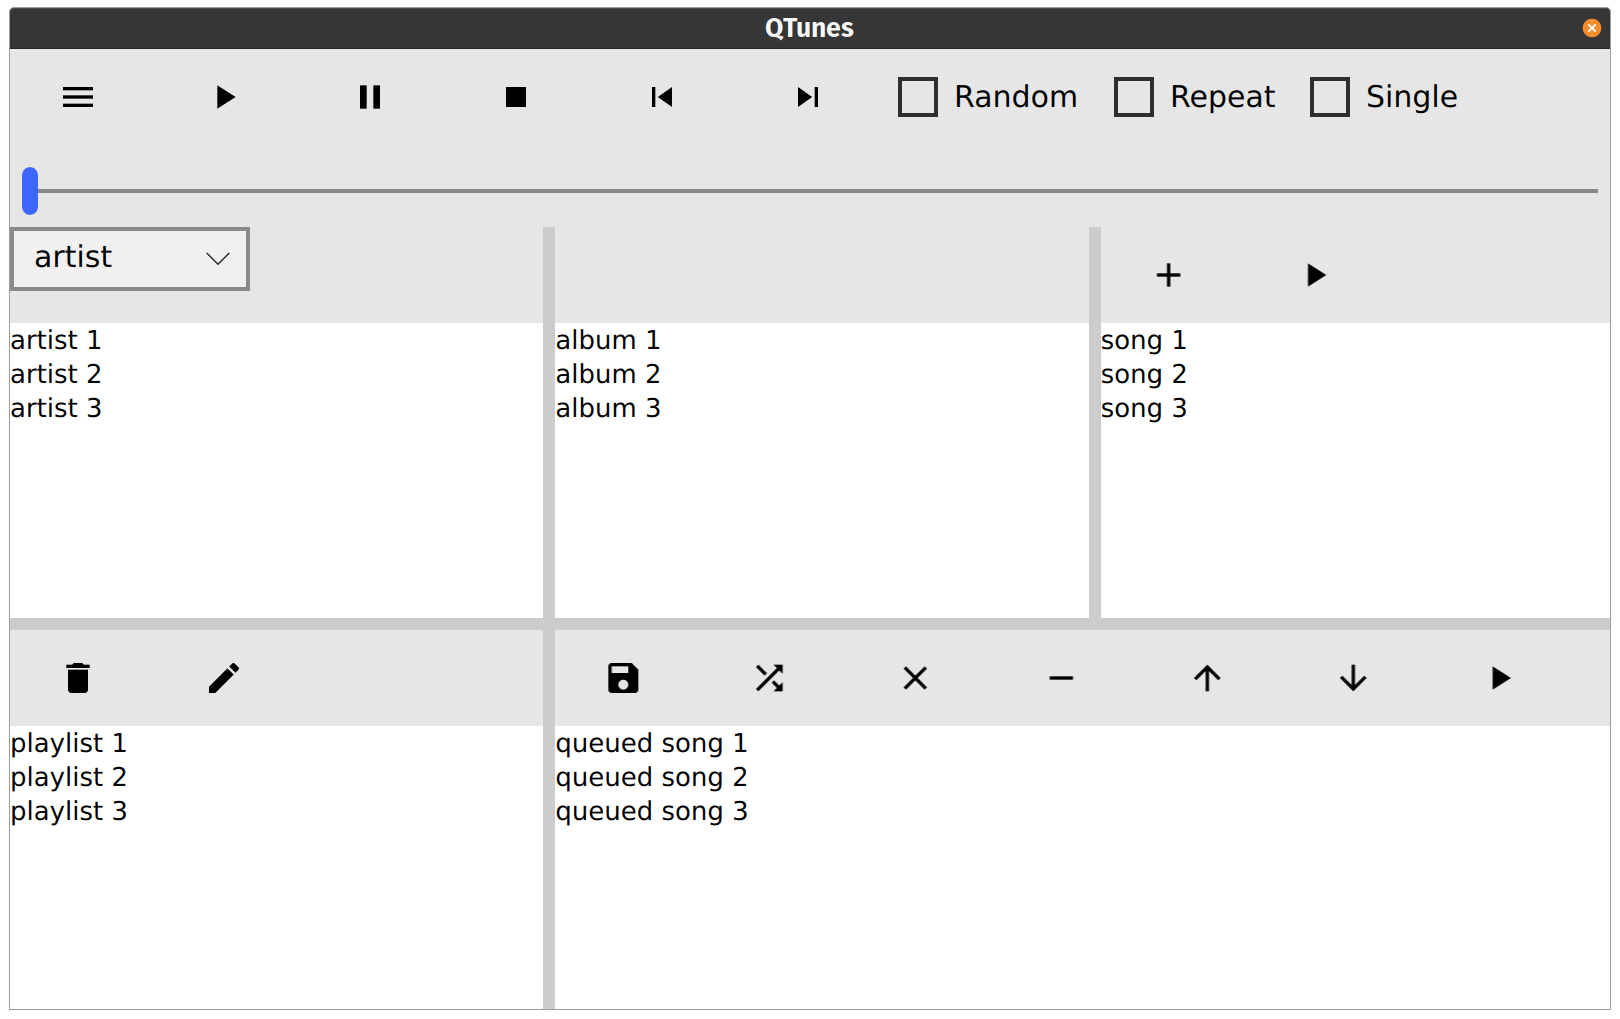 QTunes
Random Repeat Single
artist
artist 1
artist 2
artist 3
album 1
album 2
album 3
song 1
song 2
song 3
playlist 1
playlist 2
playlist 3
queued song 1
queued song 2
queued song 3